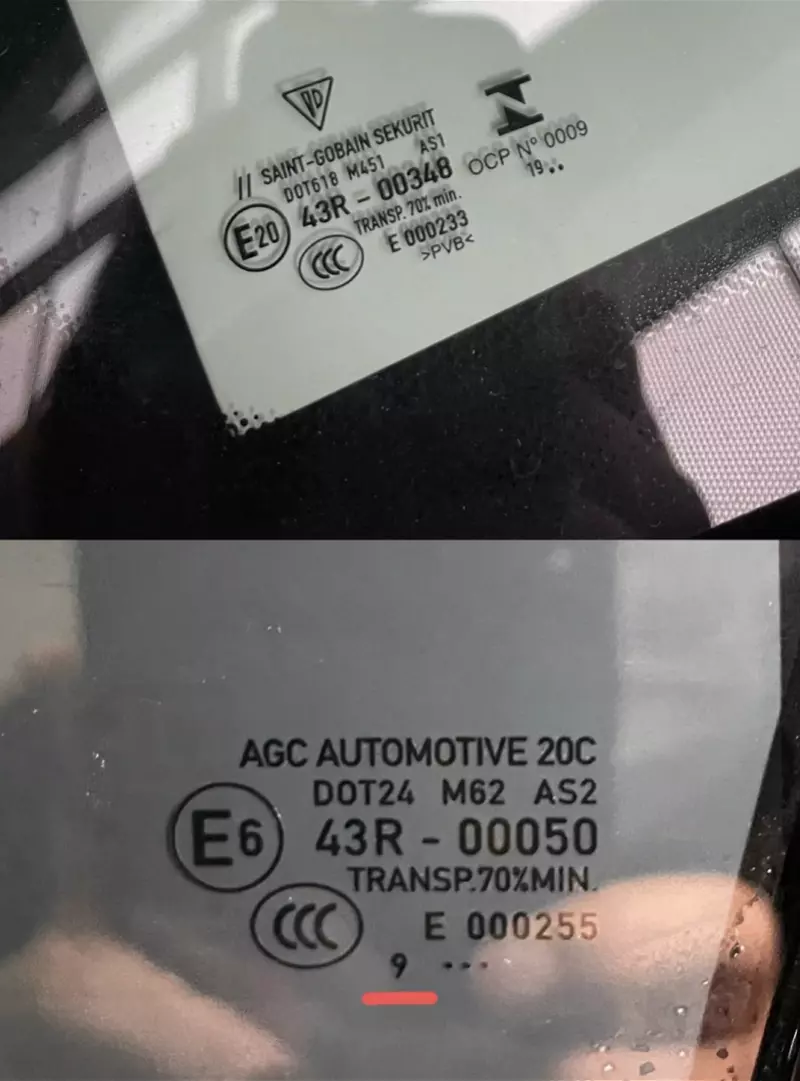 PD
// SAINT-GOBAIN SEKURIT
DOT618 M451 AS1
E20 43R - 00348
TRANSP. 70% min.
CCC E 000233
>PVB<
N
OCP N° 0009
19..
AGC AUTOMOTIVE 20C
DOT24 M62 AS2
E6 43R - 00050
TRANSP.70%MIN.
CCC E 000255
9 ...